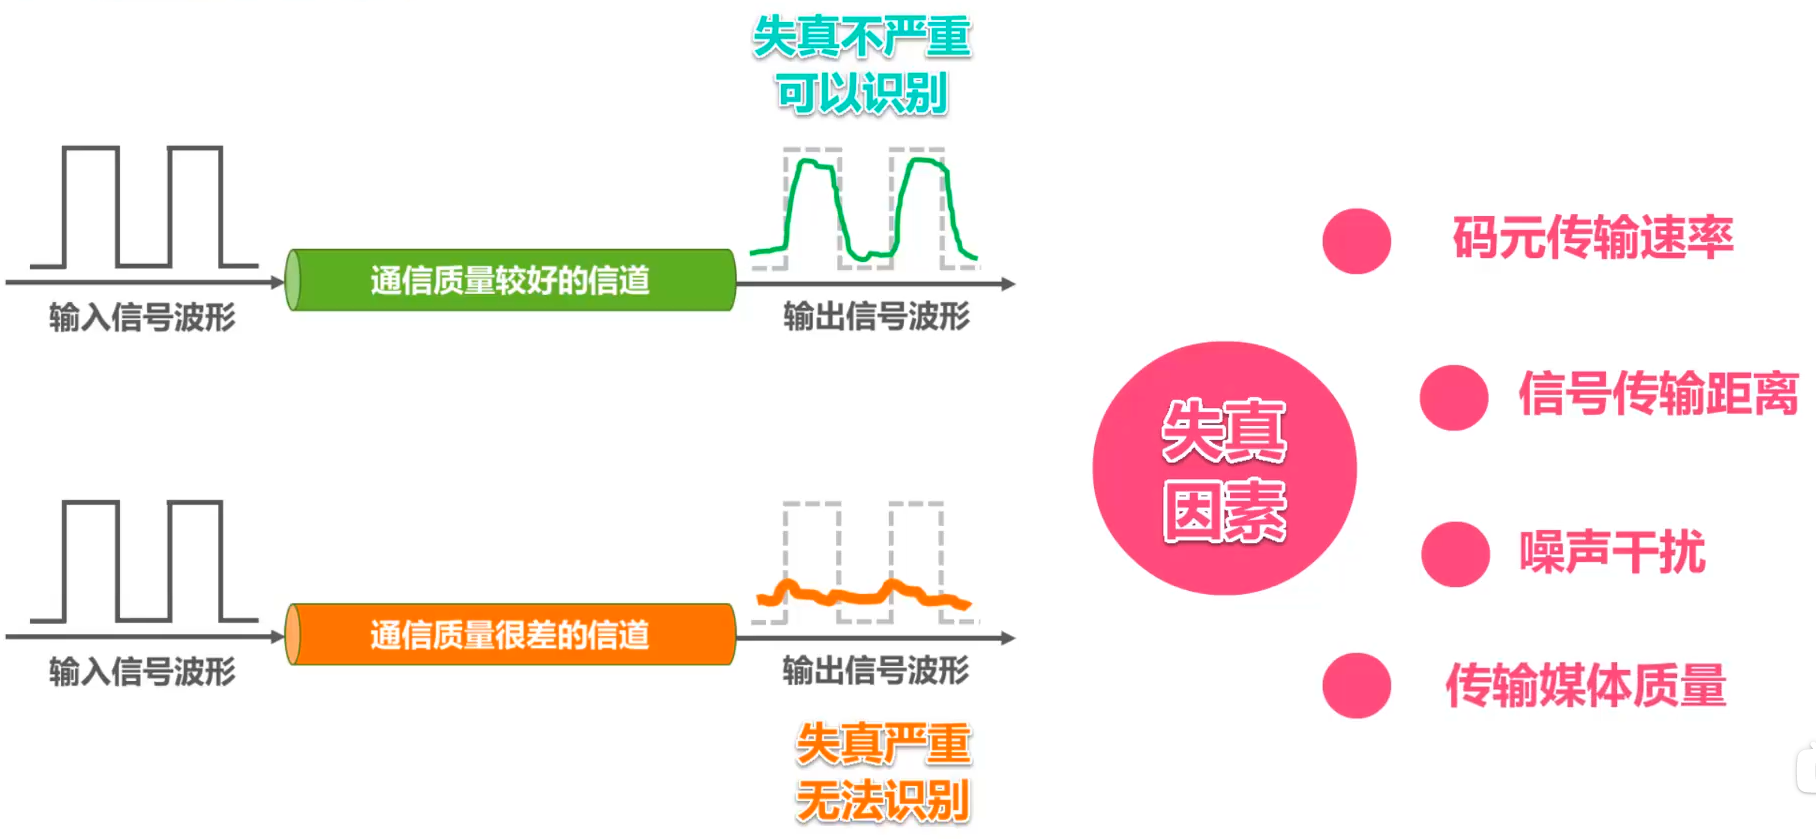 失真不严重
可以识别
通信质量较好的信道
输入信号波形
输出信号波形
通信质量很差的信道
输入信号波形
输出信号波形
失真严重
无法识别
失真
因素
码元传输速率
信号传输距离
噪声干扰
传输媒体质量